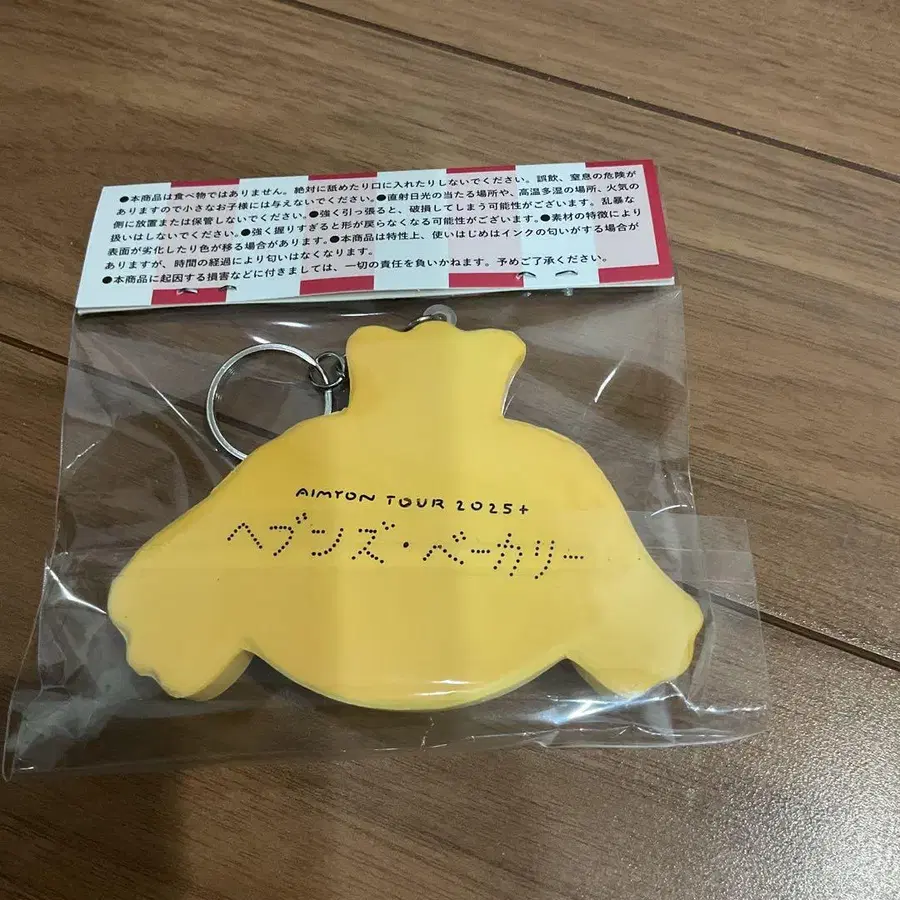 ●本商品は食べ物ではありません。絶対に舐めたり口に入れたりしないでください。誤飲、窒息の危険が
ありますので小さなお子様には与えないでください。●直射日光の当たる場所や、高温多湿の場所、火気の
側に放置または保管しないでください。●強く引っ張ると、破損してしまう可能性がございます。乱暴な
扱いはしないでください。●強く握りすぎると形が戻らなくなる可能性がございます。●素材の特徴により
表面が劣化したり色が移る場合があります。●本商品は特性上、使いはじめはインクの匂いがする場合が
ありますが、時間の経過により匂いはなくなります。
●本商品に起因する損害などに付きましては、一切の責任を負いかねます。予めご了承ください。
AIMYON TOUR 2025+
ヘブンズ・ベーカリー